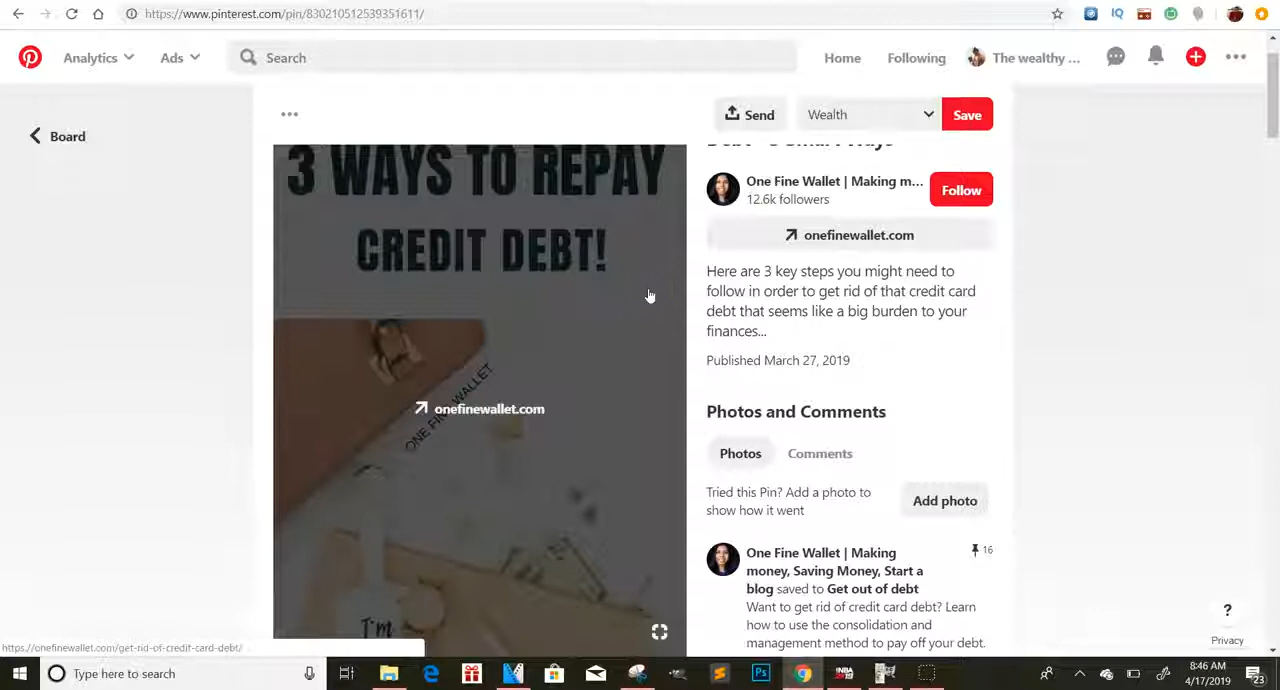 https://www.pinterest.com/pin/830210512539351611/
Analytics
Ads
Search
Home
Following
The wealthy ...
Board
Send
Wealth
Save
3 WAYS TO REPAY
CREDIT DEBT!
One Fine Wallet | Making m...
12.6k followers
Follow
onefinewallet.com
Here are 3 key steps you might need to
follow in order to get rid of that credit card
debt that seems like a big burden to your
finances...
Published March 27, 2019
ONE FINE WALLET
onefinewallet.com
I'm
Photos and Comments
Photos
Comments
Tried this Pin? Add a photo to
show how it went
Add photo
One Fine Wallet | Making
money, Saving Money, Start a
blog saved to Get out of debt
16
Want to get rid of credit card debt? Learn
how to use the consolidation and
management method to pay off your debt.
?
Privacy
https://onefinewallet.com/get-rid-of-credit-card-debt/
Type here to search
Ps
8:46 AM
4/17/2019
23